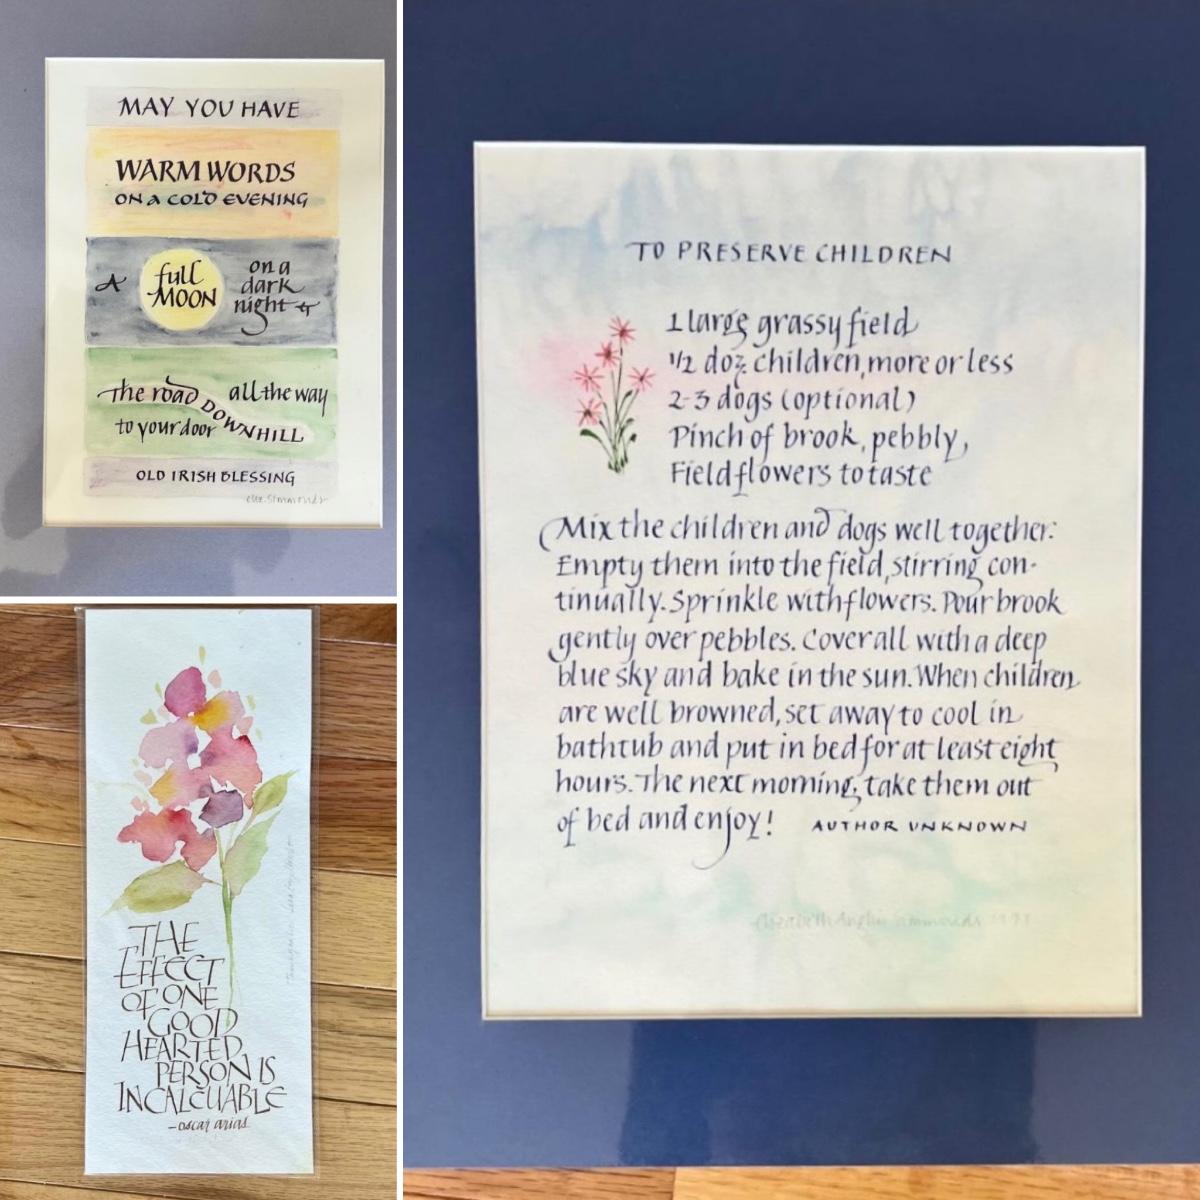 MAY YOU HAVE
WARM WORDS
ON A COLD EVENING
A full MOON on a dark night &
The road DOWNHILL all the way
to your door
OLD IRISH BLESSING
THE
EFFECT
OF ONE
GOOD
HEARTED
PERSON IS
INCALCUABLE
-oscar arias
TO PRESERVE CHILDREN
1 large grassy field
1/2 doz children, more or less
2-3 dogs (optional)
Pinch of brook, pebbly,
Field flowers to taste
Mix the children and dogs well together.
Empty them into the field, stirring con-
tinually. Sprinkle with flowers. Pour brook
gently over pebbles. Cover all with a deep
blue sky and bake in the sun. When children
are well browned, set away to cool in
bathtub and put in bed for at least eight
hours. The next morning, take them out
of bed and enjoy! AUTHOR UNKNOWN